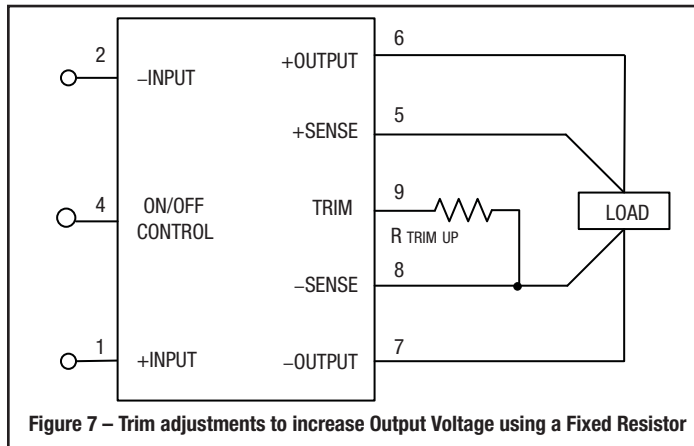 2
−INPUT
4
ON/OFF
CONTROL
1
+INPUT
+OUTPUT
6
+SENSE
5
TRIM
9
R TRIM UP
−SENSE
8
−OUTPUT
7
LOAD
Figure 7 – Trim adjustments to increase Output Voltage using a Fixed Resistor